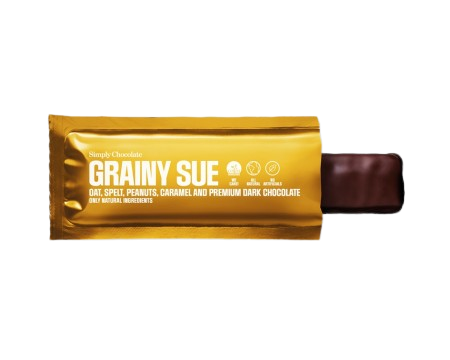 Simply Chocolate
GRAINY SUE
OAT, SPELT, PEANUTS, CARAMEL AND PREMIUM DARK CHOCOLATE
ONLY NATURAL INGREDIENTS